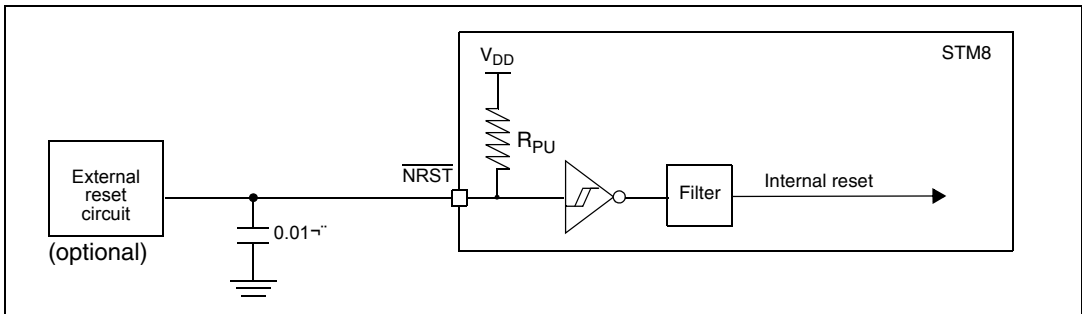 STM8
VDD
RPU
NRST
External
reset
circuit
(optional)
Filter
Internal reset
0.01¬¨